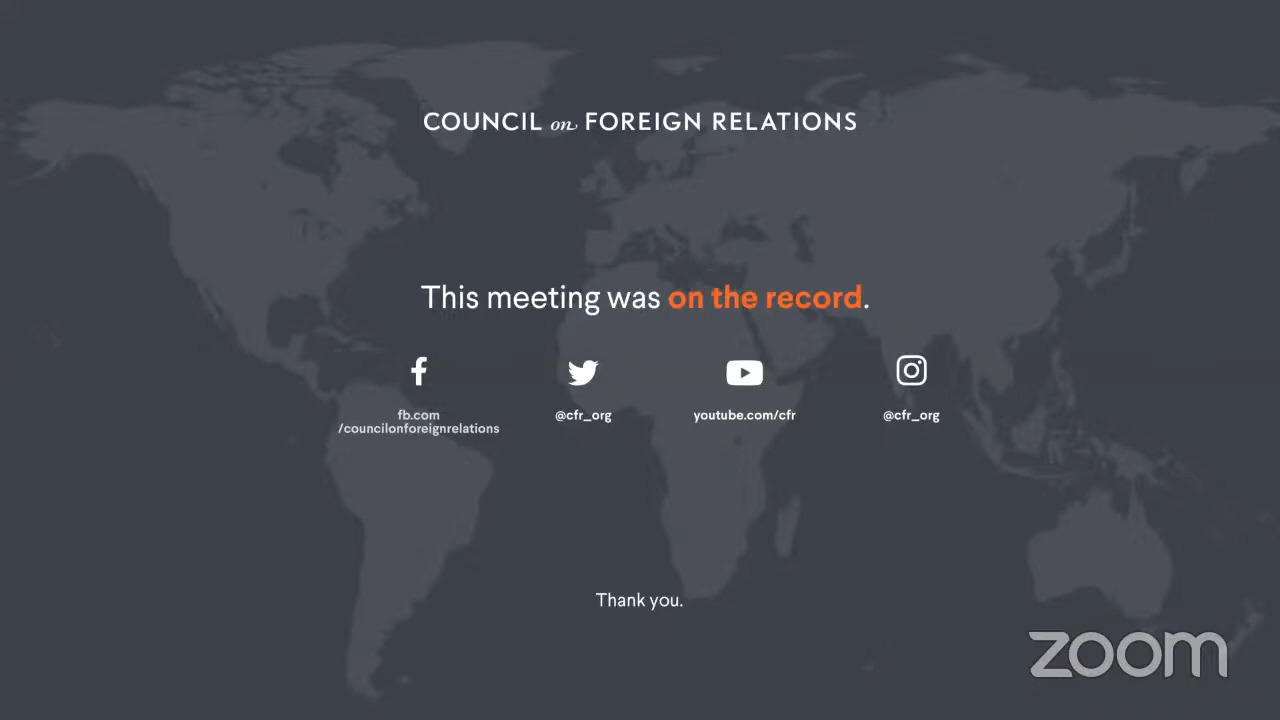 COUNCIL on FOREIGN RELATIONS
This meeting was on the record.
fb.com
/councilonforeignrelations
@cfr_org
youtube.com/cfr
@cfr_org
Thank you.
zoom